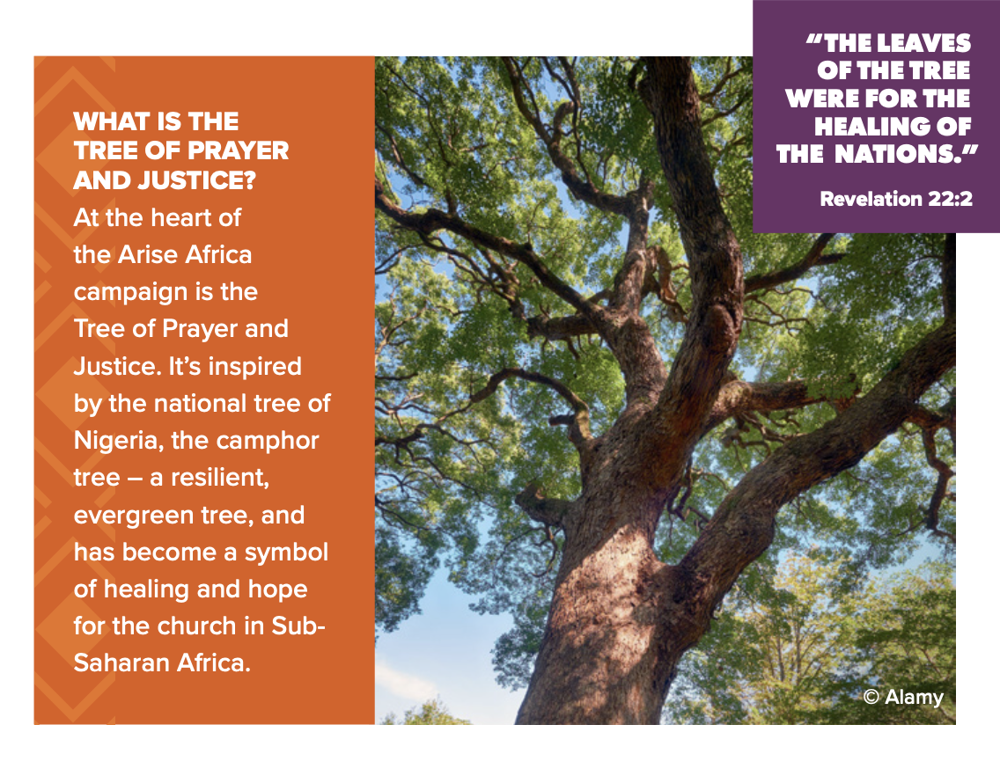 WHAT IS THE
TREE OF PRAYER
AND JUSTICE?
At the heart of
the Arise Africa
campaign is the
Tree of Prayer and
Justice. It’s inspired
by the national tree of
Nigeria, the camphor
tree – a resilient,
evergreen tree, and
has become a symbol
of healing and hope
for the church in Sub-
Saharan Africa.
“THE LEAVES
OF THE TREE
WERE FOR THE
HEALING OF
THE NATIONS.”
Revelation 22:2
© Alamy